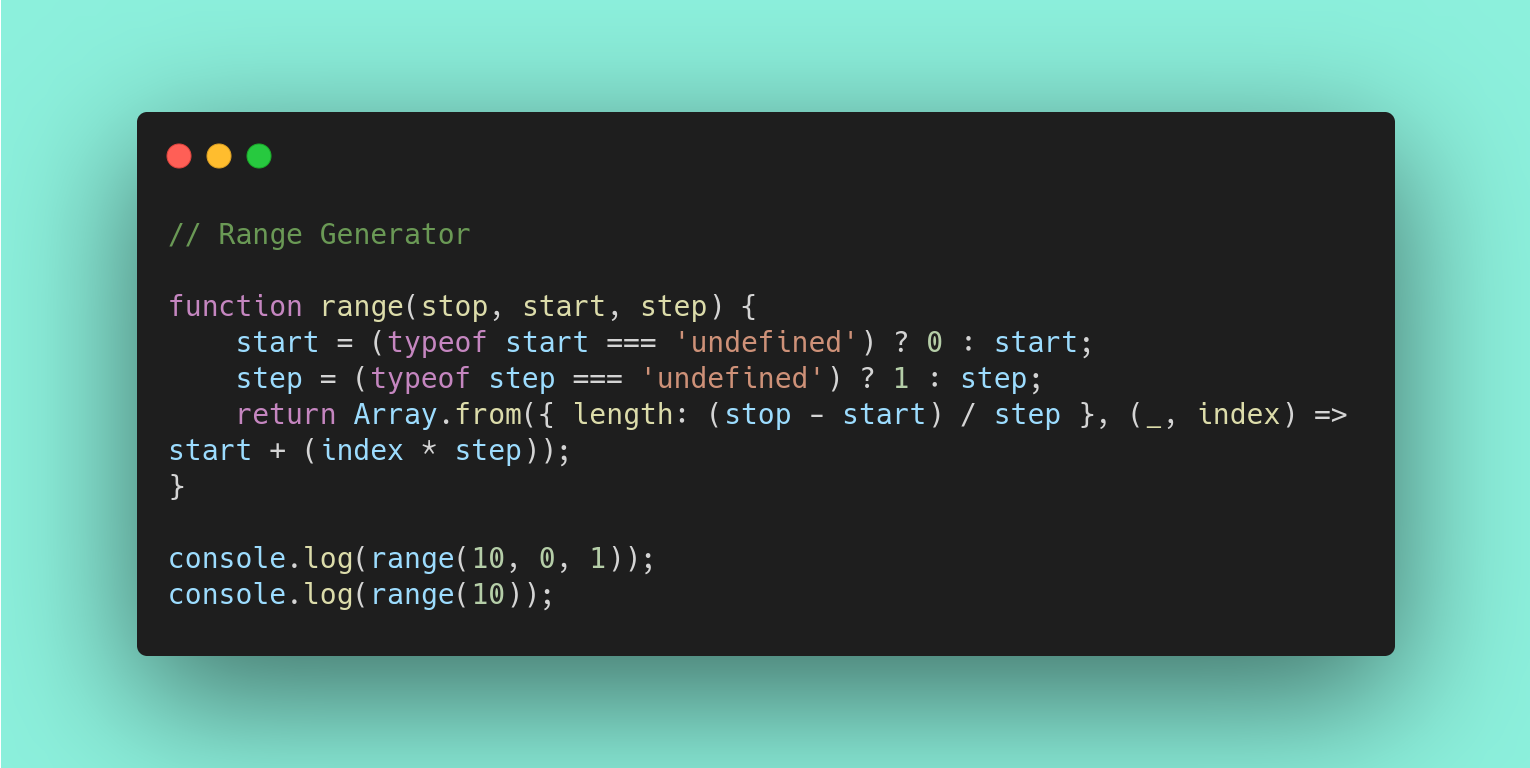 // Range Generator

function range(stop, start, step) {
    start = (typeof start === 'undefined') ? 0 : start;
    step = (typeof step === 'undefined') ? 1 : step;
    return Array.from({ length: (stop - start) / step }, (_, index) =>
start + (index * step));
}

console.log(range(10, 0, 1));
console.log(range(10));